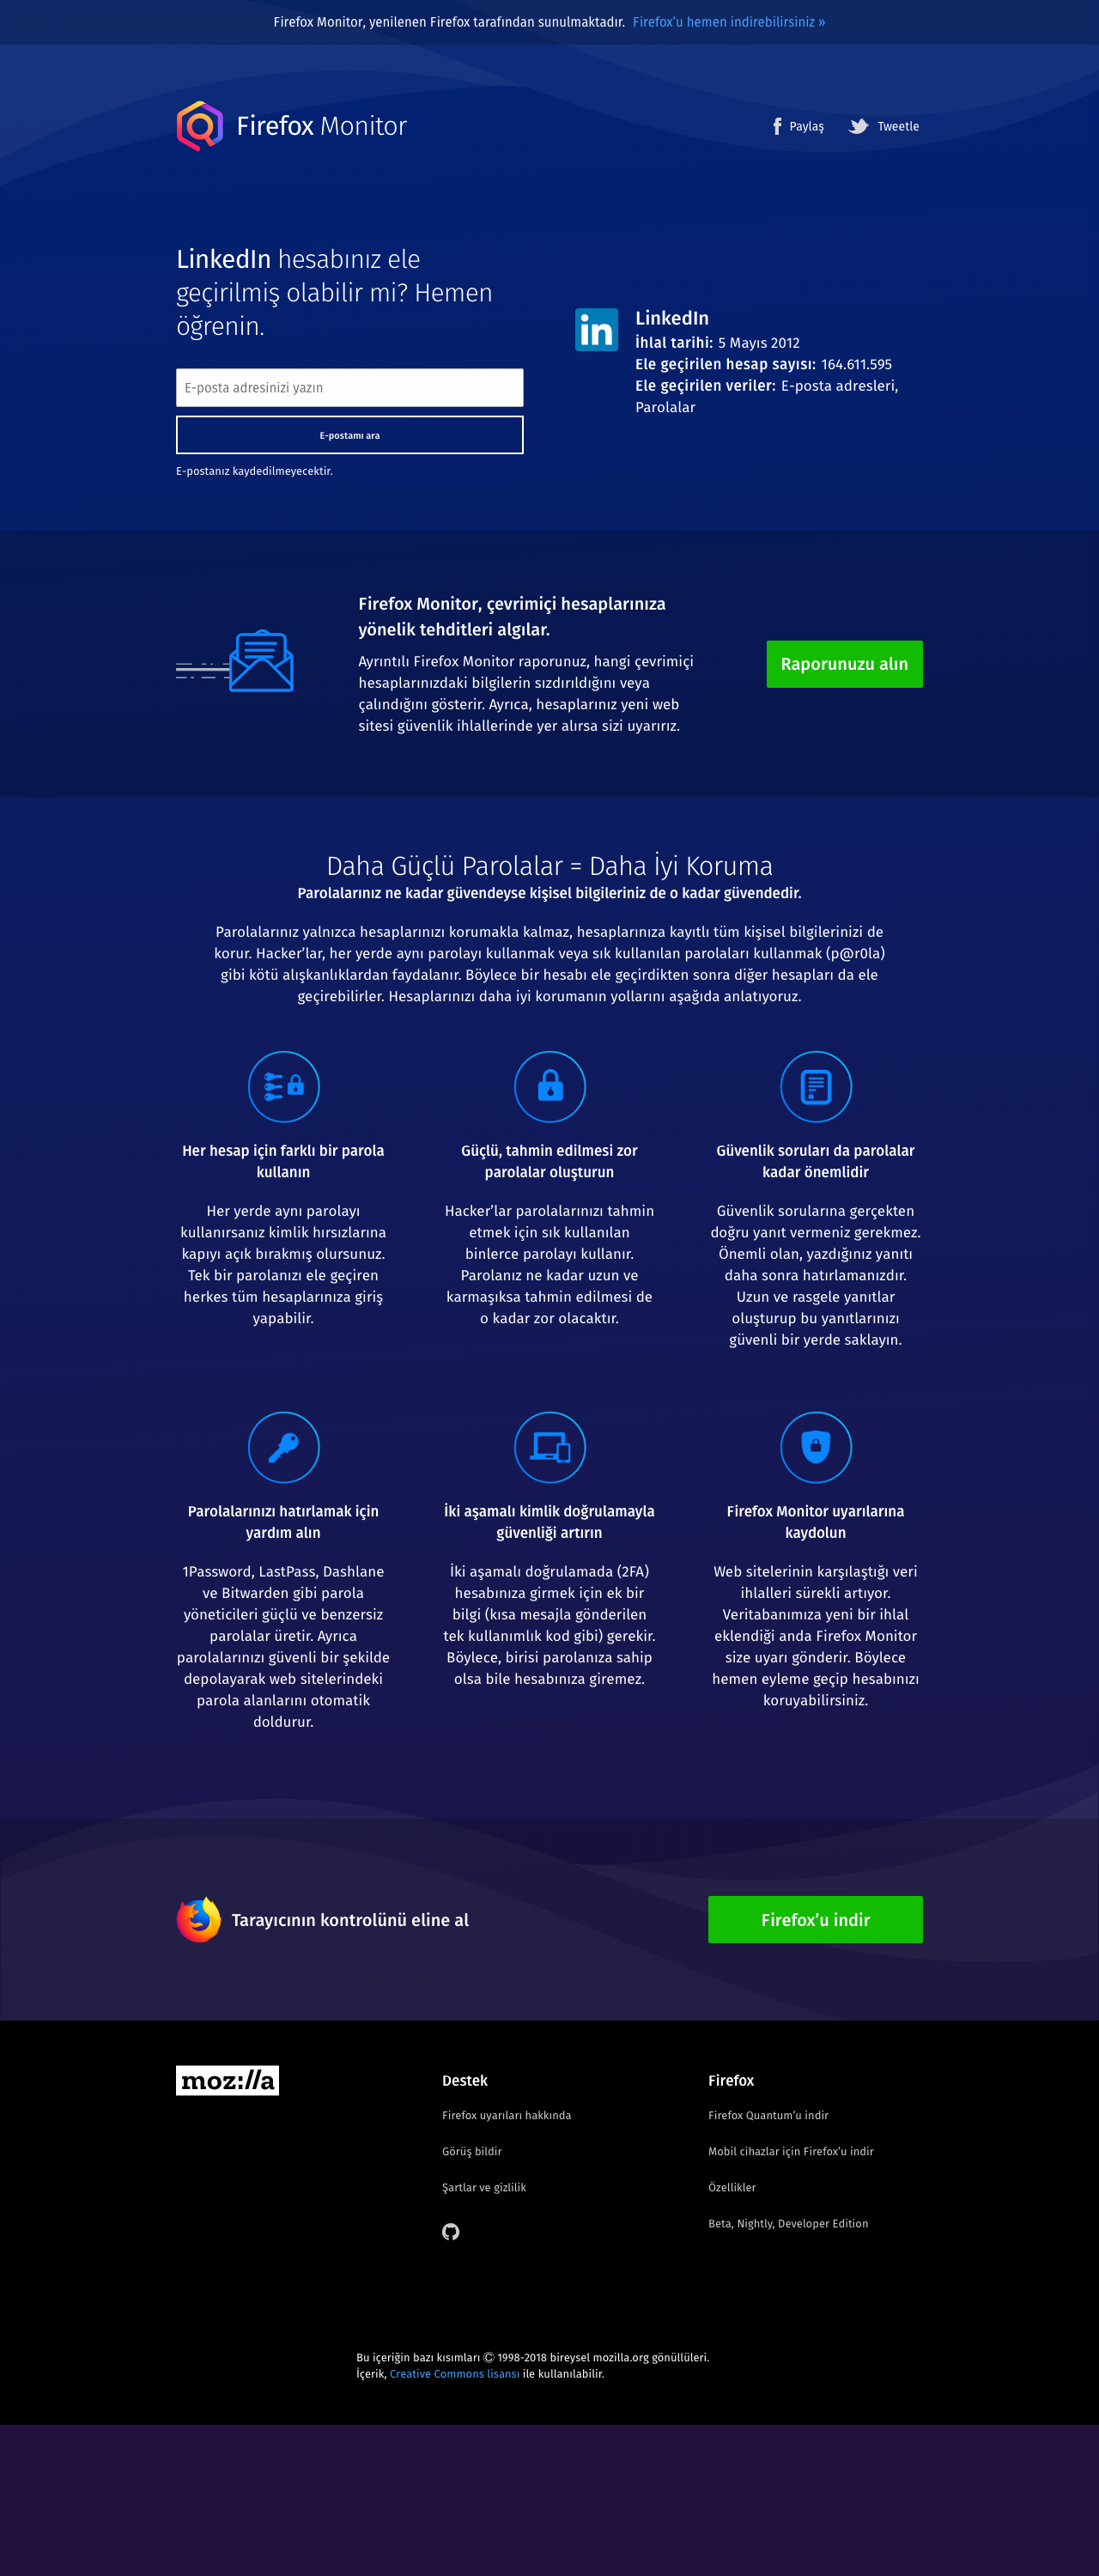 Firefox Monitor, yenilenen Firefox tarafından sunulmaktadır. Firefox’u hemen indirebilirsiniz »
Firefox Monitor
Paylaş
Tweetle
LinkedIn hesabınız ele
geçirilmiş olabilir mi? Hemen
öğrenin.
E-posta adresinizi yazın
E-postamı ara
E-postanız kaydedilmeyecektir.
in
LinkedIn
İhlal tarihi: 5 Mayıs 2012
Ele geçirilen hesap sayısı: 164.611.595
Ele geçirilen veriler: E-posta adresleri,
Parolalar
Firefox Monitor, çevrimiçi hesaplarınıza
yönelik tehditleri algılar.
Ayrıntılı Firefox Monitor raporunuz, hangi çevrimiçi
hesaplarınızdaki bilgilerin sızdırıldığını veya
çalındığını gösterir. Ayrıca, hesaplarınız yeni web
sitesi güvenlik ihlallerinde yer alırsa sizi uyarırız.
Raporunuzu alın
Daha Güçlü Parolalar = Daha İyi Koruma
Parolalarınız ne kadar güvendeyse kişisel bilgileriniz de o kadar güvendedir.
Parolalarınız yalnızca hesaplarınızı korumakla kalmaz, hesaplarınıza kayıtlı tüm kişisel bilgilerinizi de
korur. Hacker’lar, her yerde aynı parolayı kullanmak veya sık kullanılan parolaları kullanmak (p@r0la)
gibi kötü alışkanlıklardan faydalanır. Böylece bir hesabı ele geçirdikten sonra diğer hesapları da ele
geçirebilirler. Hesaplarınızı daha iyi korumanın yollarını aşağıda anlatıyoruz.
Her hesap için farklı bir parola
kullanın
Her yerde aynı parolayı
kullanırsanız kimlik hırsızlarına
kapıyı açık bırakmış olursunuz.
Tek bir parolanızı ele geçiren
herkes tüm hesaplarınıza giriş
yapabilir.
Güçlü, tahmin edilmesi zor
parolalar oluşturun
Hacker’lar parolalarınızı tahmin
etmek için sık kullanılan
binlerce parolayı kullanır.
Parolanız ne kadar uzun ve
karmaşıksa tahmin edilmesi de
o kadar zor olacaktır.
Güvenlik soruları da parolalar
kadar önemlidir
Güvenlik sorularına gerçekten
doğru yanıt vermeniz gerekmez.
Önemli olan, yazdığınız yanıtı
daha sonra hatırlamanızdır.
Uzun ve rasgele yanıtlar
oluşturup bu yanıtlarınızı
güvenli bir yerde saklayın.
Parolalarınızı hatırlamak için
yardım alın
1Password, LastPass, Dashlane
ve Bitwarden gibi parola
yöneticileri güçlü ve benzersiz
parolalar üretir. Ayrıca
parolalarınızı güvenli bir şekilde
depolayarak web sitelerindeki
parola alanlarını otomatik
doldurur.
İki aşamalı kimlik doğrulamayla
güvenliği artırın
İki aşamalı doğrulamada (2FA)
hesabınıza girmek için ek bir
bilgi (kısa mesajla gönderilen
tek kullanımlık kod gibi) gerekir.
Böylece, birisi parolanıza sahip
olsa bile hesabınıza giremez.
Firefox Monitor uyarılarına
kaydolun
Web sitelerinin karşılaştığı veri
ihlalleri sürekli artıyor.
Veritabanımıza yeni bir ihlal
eklendiği anda Firefox Monitor
size uyarı gönderir. Böylece
hemen eyleme geçip hesabınızı
koruyabilirsiniz.
Tarayıcının kontrolünü eline al
Firefox’u indir
moz://a
Destek
Firefox uyarıları hakkında
Görüş bildir
Şartlar ve gizlilik
Firefox
Firefox Quantum’u indir
Mobil cihazlar için Firefox’u indir
Özellikler
Beta, Nightly, Developer Edition
Bu içeriğin bazı kısımları © 1998-2018 bireysel mozilla.org gönüllüleri.
İçerik, Creative Commons lisansı ile kullanılabilir.